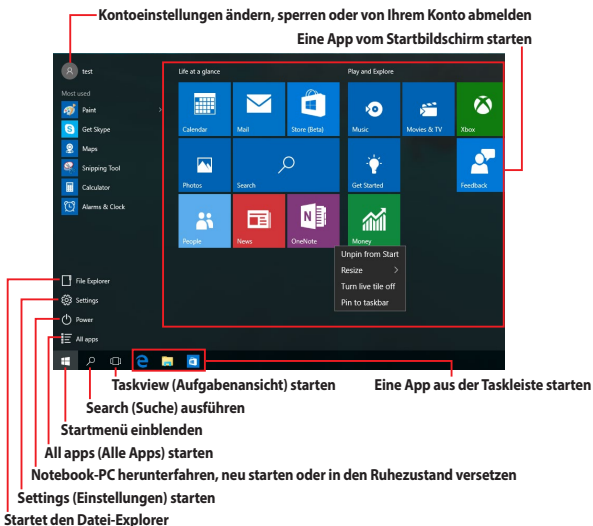 Kontoeinstellungen ändern, sperren oder von Ihrem Konto abmelden
Eine App vom Startbildschirm starten
test
Life at a glance
Play and Explore
Most used
Paint
Get Skype
Maps
Snipping Tool
Calculator
Alarms & Clock
Calendar
Mail
Store (Beta)
Music
Movies & TV
Xbox
Photos
Search
Get Started
Feedback
People
News
OneNote
Money
Unpin from Start
Resize
Turn live tile off
Pin to taskbar
File Explorer
Settings
Power
All apps
Taskview (Aufgabenansicht) starten
Eine App aus der Taskleiste starten
Search (Suche) ausführen
Startmenü einblenden
All apps (Alle Apps) starten
Notebook-PC herunterfahren, neu starten oder in den Ruhezustand versetzen
Settings (Einstellungen) starten
Startet den Datei-Explorer